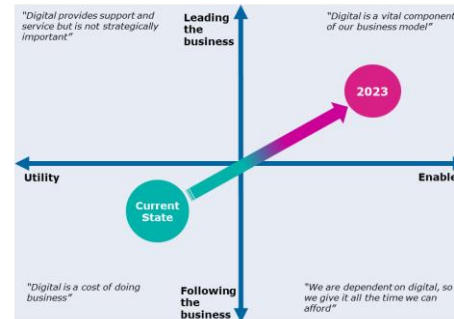 "Digital provides support and
service but is not strategically
important"
Leading
the
business
"Digital is a vital component
of our business model"
2023
Utility
Enable
Current
State
"Digital is a cost of doing
business"
Following
the
business
"We are dependent on digital, so
we give it all the time we can
afford"